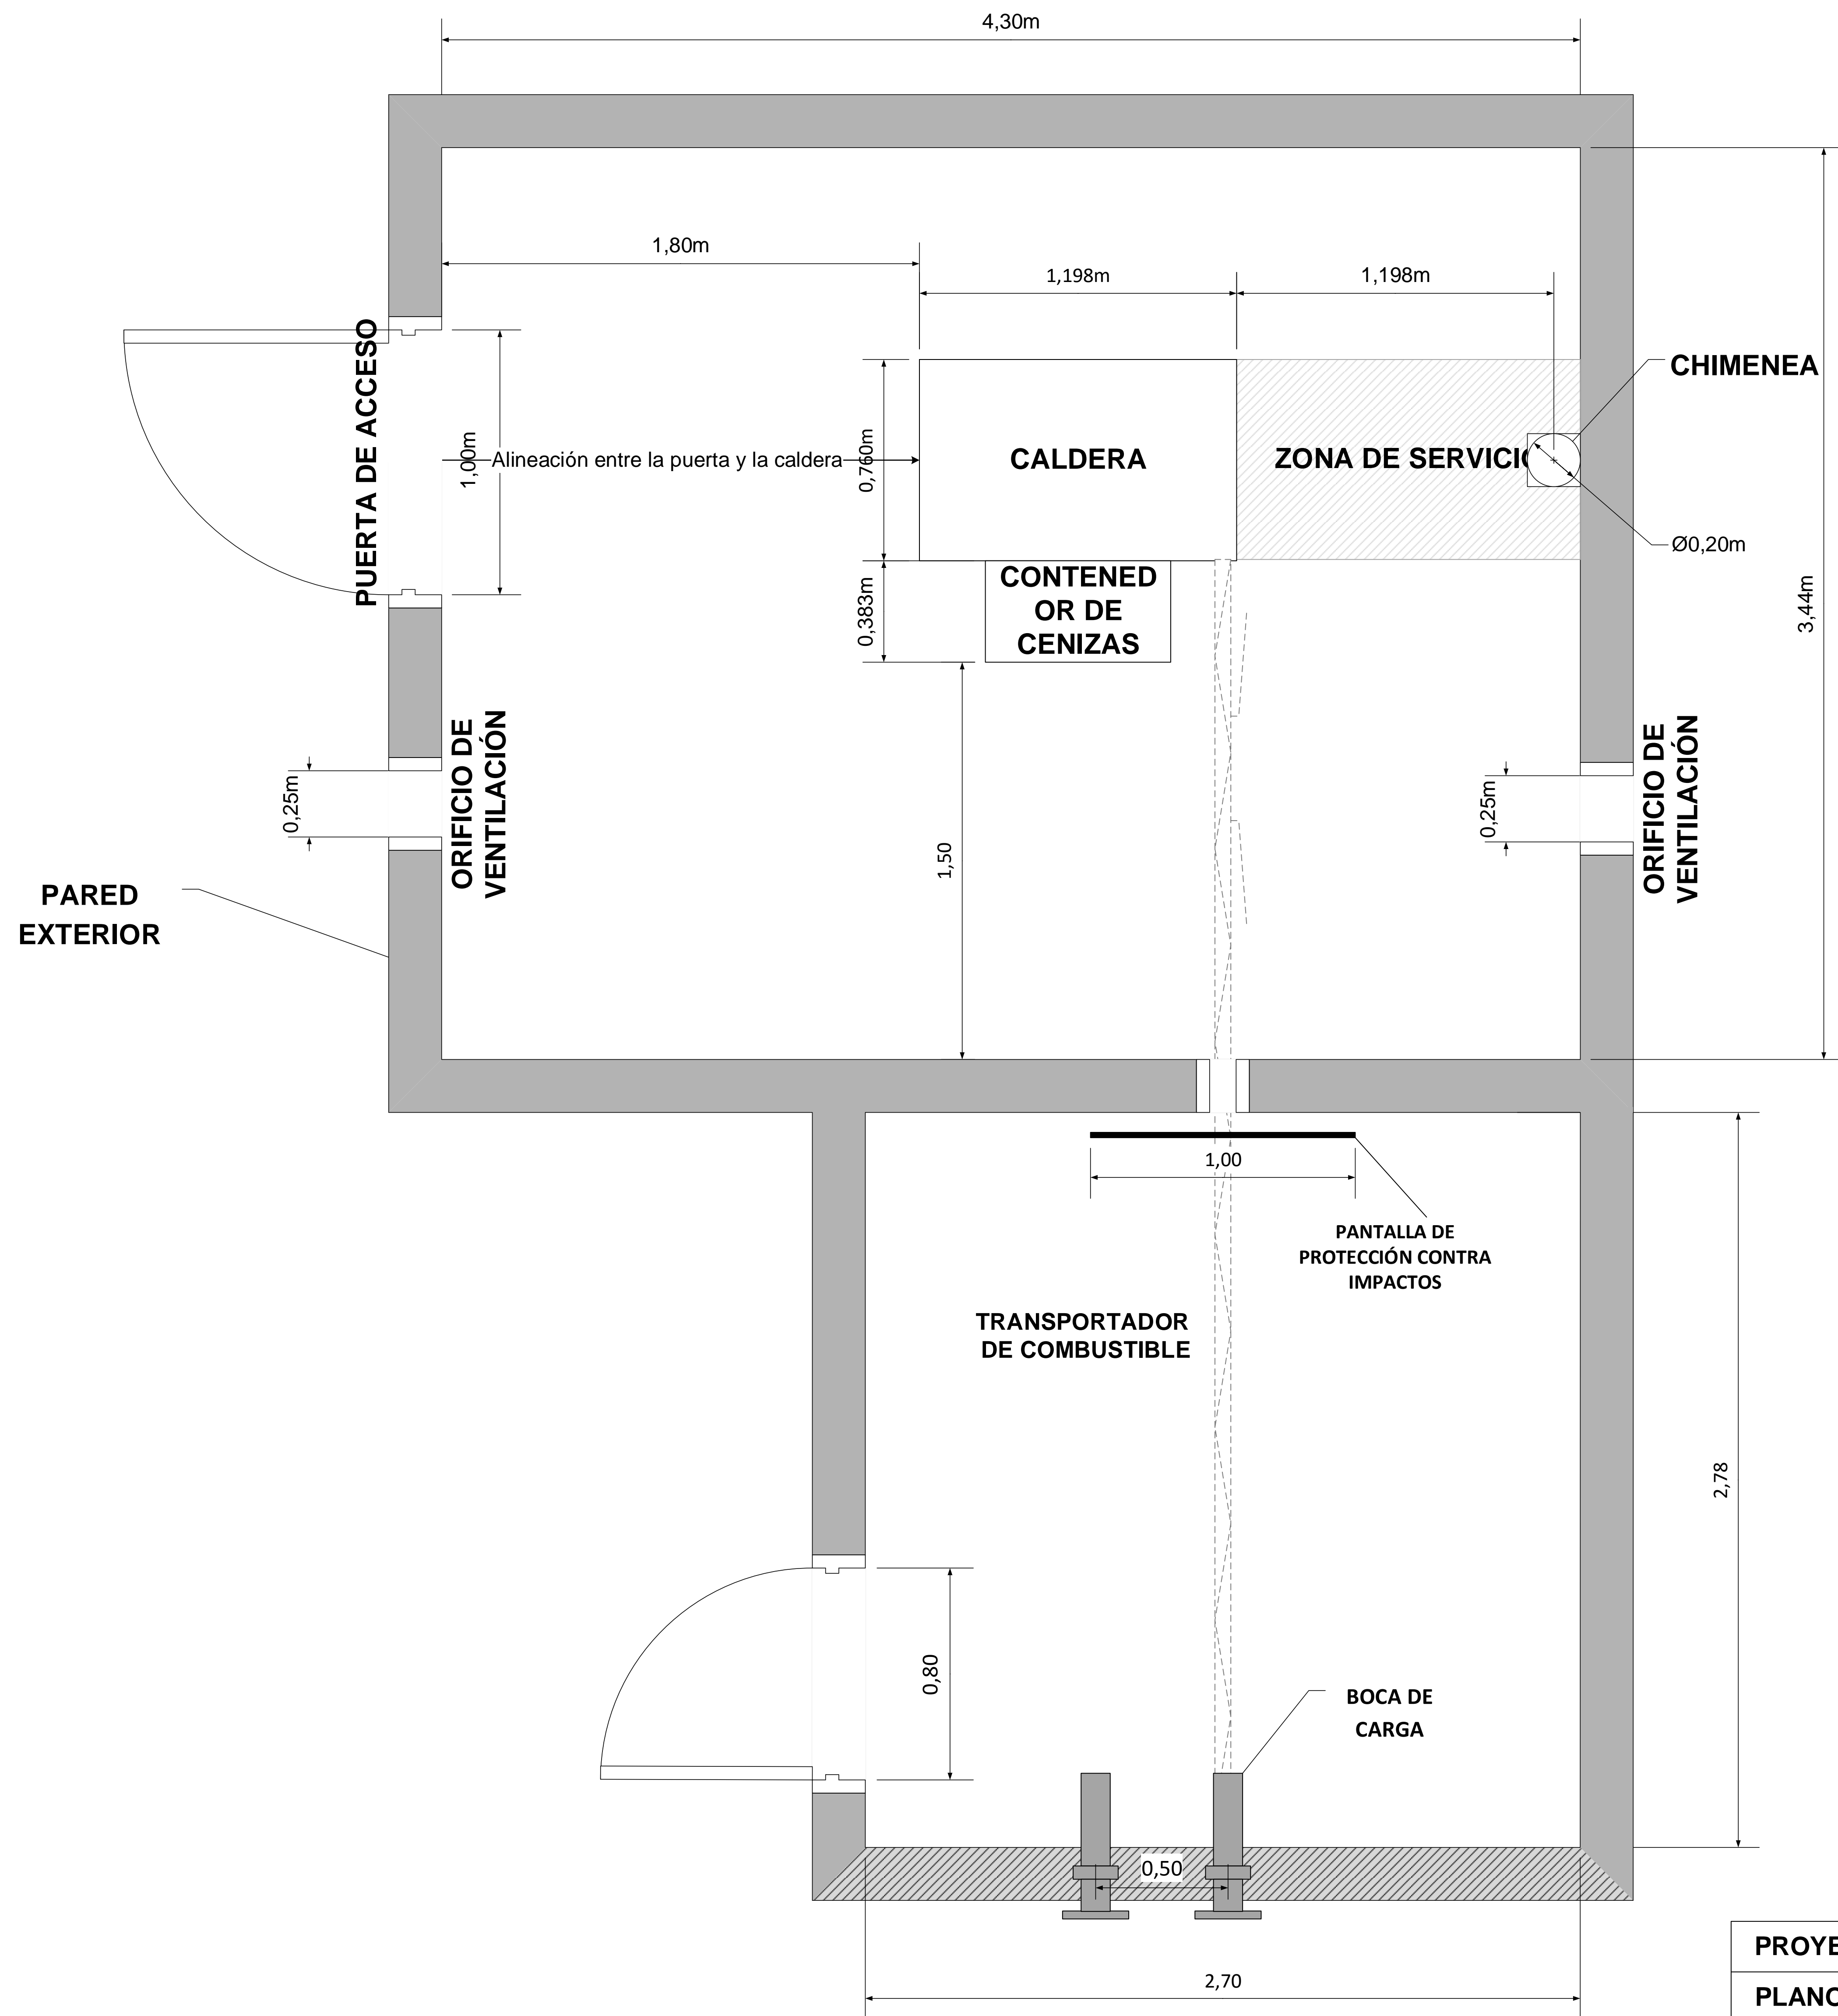 4,30m
1,80m
1,198m
1,198m
CHIMENEA
PUERTA DE ACCESO
1,00m
Alineación entre la puerta y la caldera
0,760m
CALDERA
ZONA DE SERVICIO
Ø0,20m
CONTENED
OR DE
CENIZAS
0,383m
3,44m
ORIFICIO DE
VENTILACIÓN
0,25m
1,50
0,25m
ORIFICIO DE
VENTILACIÓN
PARED
EXTERIOR
1,00
PANTALLA DE
PROTECCIÓN CONTRA
IMPACTOS
TRANSPORTADOR
DE COMBUSTIBLE
2,78
0,80
BOCA DE
CARGA
0,50
2,70
PROYE
PLANO